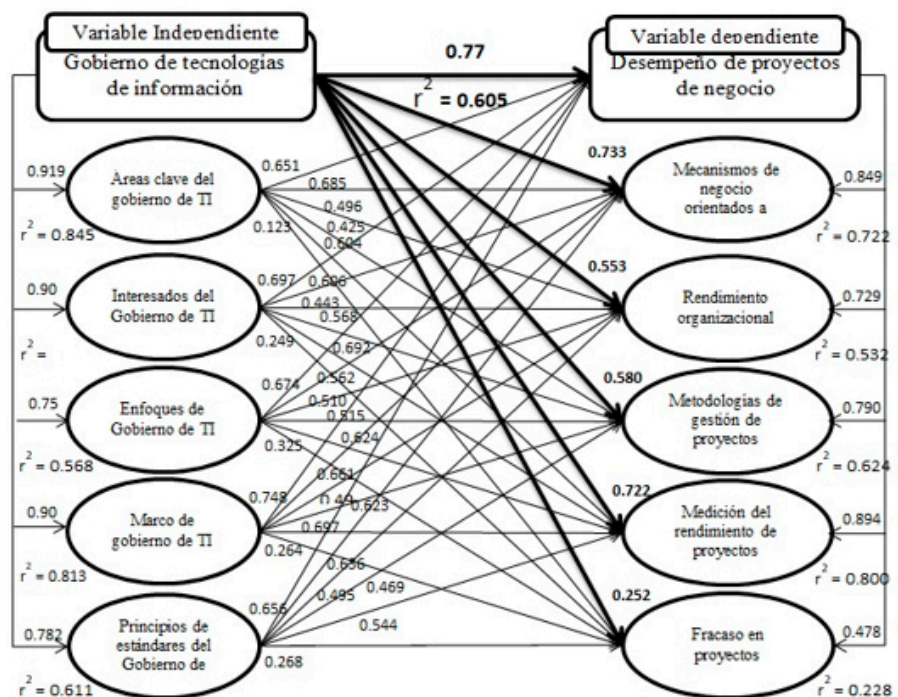 Variable Independiente
Gobierno de tecnologías
de información
Variable dependiente
Desempeño de proyectos
de negocio
0.77
r² = 0.605
0.919
r² = 0.845
Áreas clave del
gobierno de TI
0.651
0.685
0.496
0.425
0.604
0.123
0.733
Mecanismos de
negocio
orientados a
0.849
r² = 0.722
0.90
r² =
Interesados del
Gobierno de TI
0.697
0.443
0.568
0.692
0.249
0.553
Rendimiento
organizacional
0.729
r² = 0.532
0.75
r² = 0.568
Enfoques de
Gobierno de TI
0.674
0.562
0.510
0.515
0.624
0.325
0.580
Metodologías de
gestión de
proyectos
0.790
r² = 0.624
0.90
r² = 0.813
Marco de
gobierno de TI
0.748
0.661
0.623
0.697
0.264
0.722
Medición del
rendimiento de
proyectos
0.894
r² = 0.800
0.782
r² = 0.611
Principios de
estándares del
Gobierno de
0.656
0.636
0.495
0.469
0.544
0.268
0.252
Fracaso en
proyectos
0.478
r² = 0.228